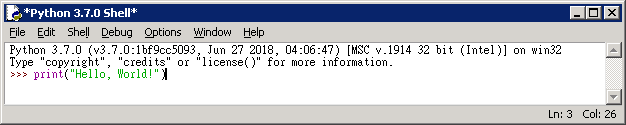 *Python 3.7.0 Shell*
File Edit Shell Debug Options Window Help
Python 3.7.0 (v3.7.0:1bf9cc5093, Jun 27 2018, 04:06:47) [MSC v.1914 32 bit (Intel)] on win32
Type "copyright", "credits" or "license()" for more information.
>>> print("Hello, World!")
Ln: 3 Col: 26